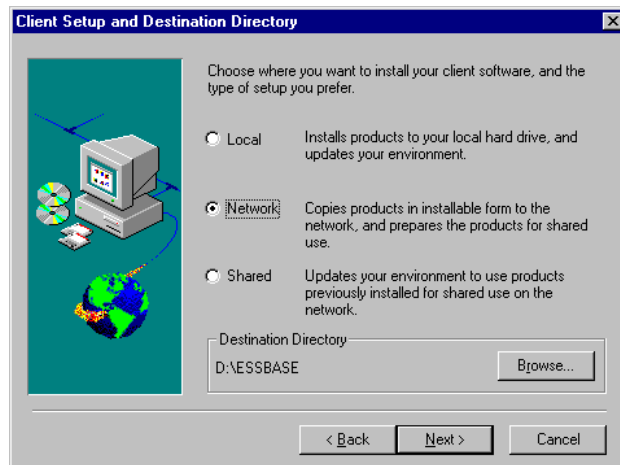 Client Setup and Destination Directory
Choose where you want to install your client software, and the
type of setup you prefer.
Local Installs products to your local hard drive, and
updates your environment.
Network Copies products in installable form to the
network, and prepares the products for shared
use.
Shared Updates your environment to use products
previously installed for shared use on the
network.
Destination Directory
D:\ESSBASE Browse...
< Back Next > Cancel